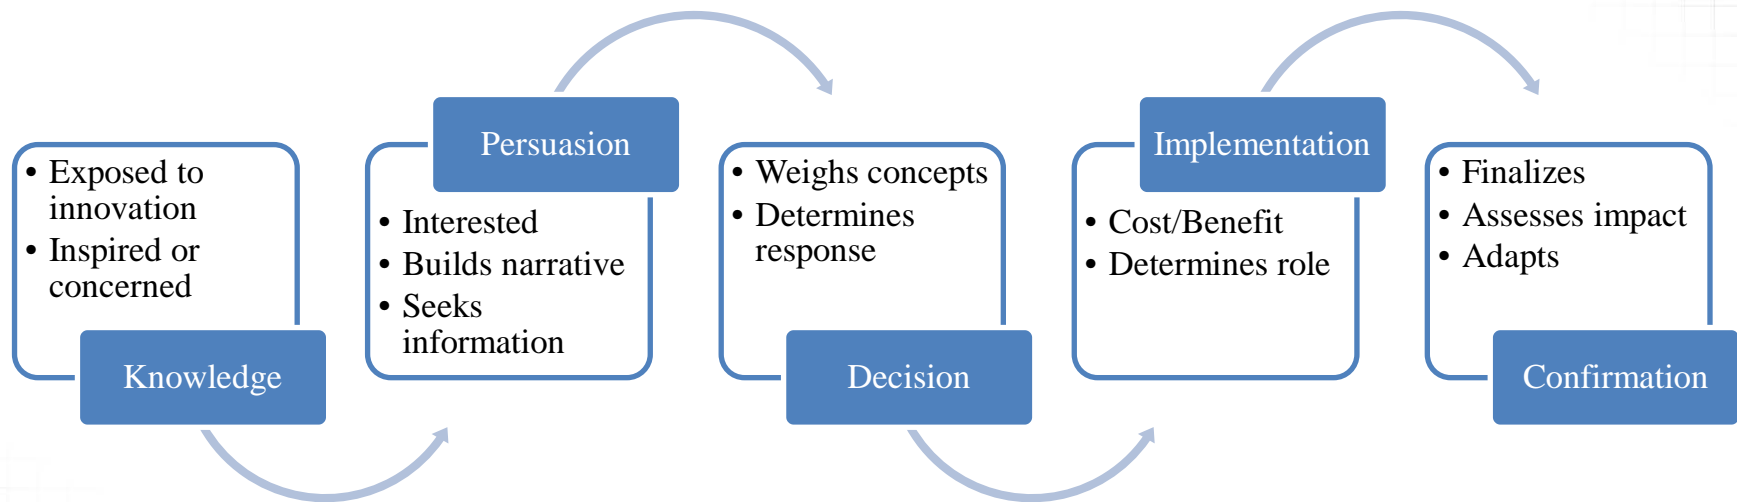 • Exposed to
innovation
• Inspired or
concerned
Knowledge
Persuasion
• Interested
• Builds narrative
• Seeks
information
• Weighs concepts
• Determines
response
Decision
Implementation
• Cost/Benefit
• Determines role
• Finalizes
• Assesses impact
• Adapts
Confirmation